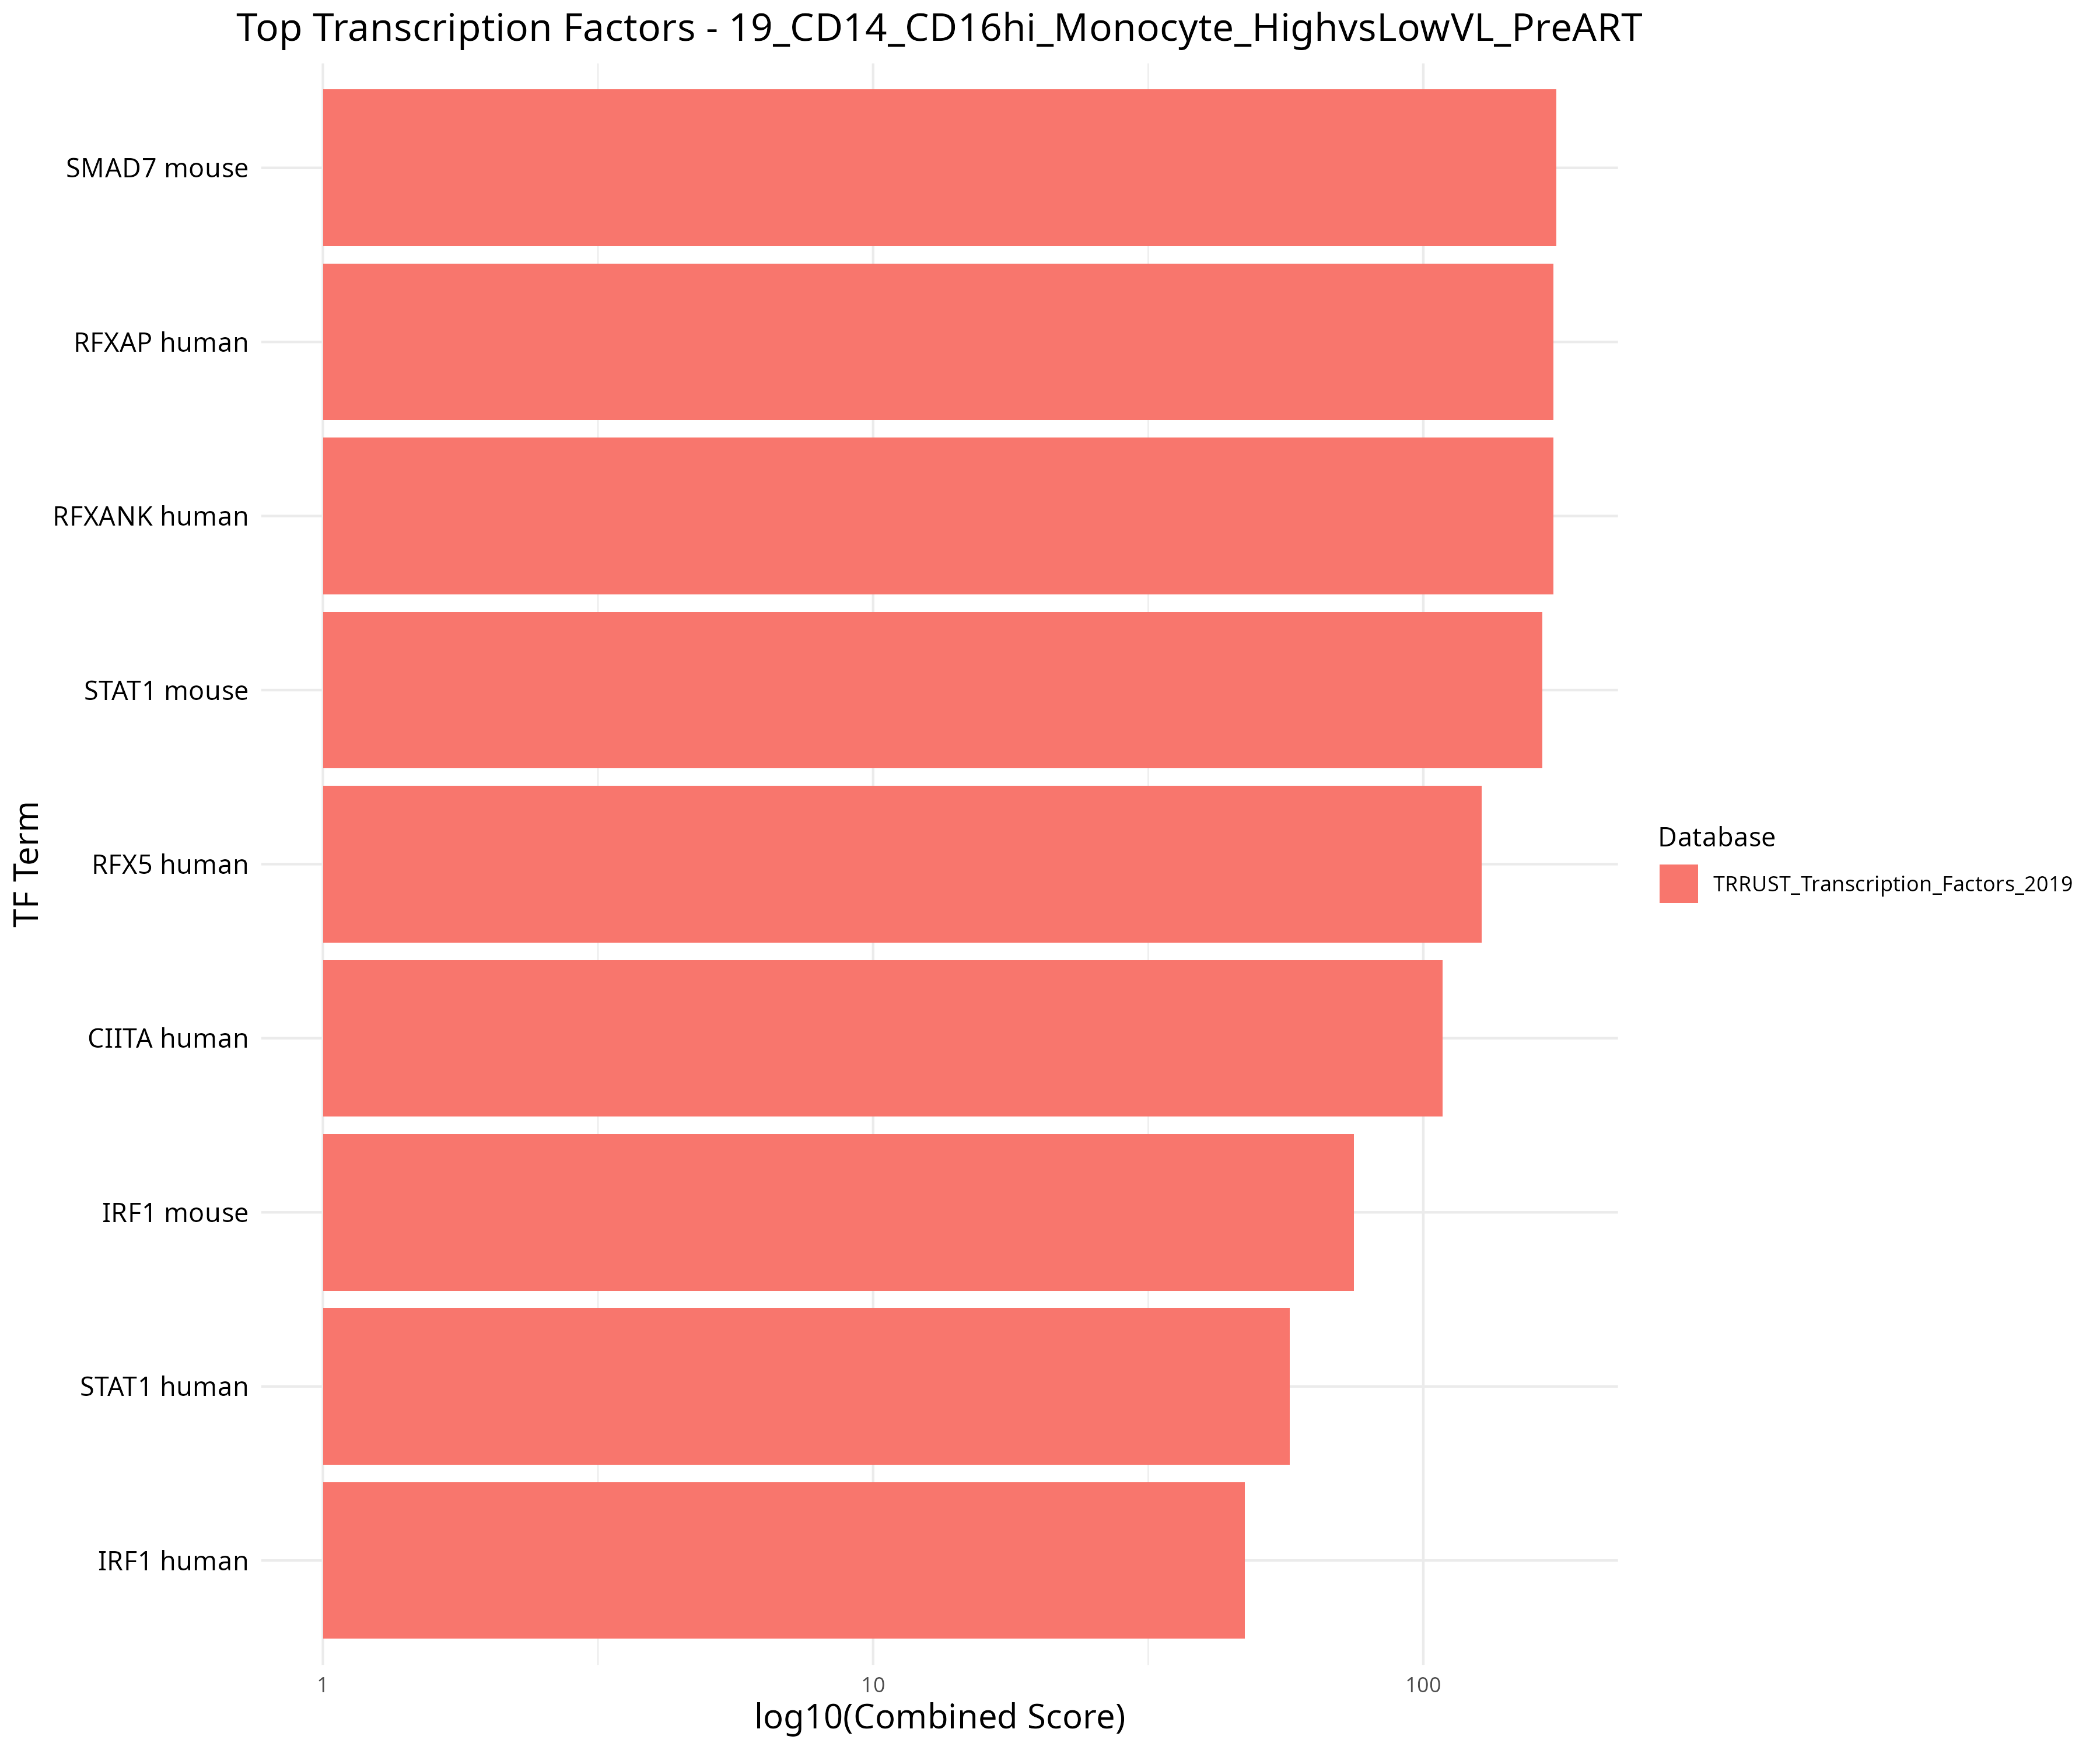 Top Transcription Factors - 19_CD14_CD16hi_Monocyte_HighvsLowVL_PreART
TF Term
SMAD7 mouse
RFXAP human
RFXANK human
STAT1 mouse
RFX5 human
CIITA human
IRF1 mouse
STAT1 human
IRF1 human
1
10
100
log10(Combined Score)
Database
TRRUST_Transcription_Factors_2019